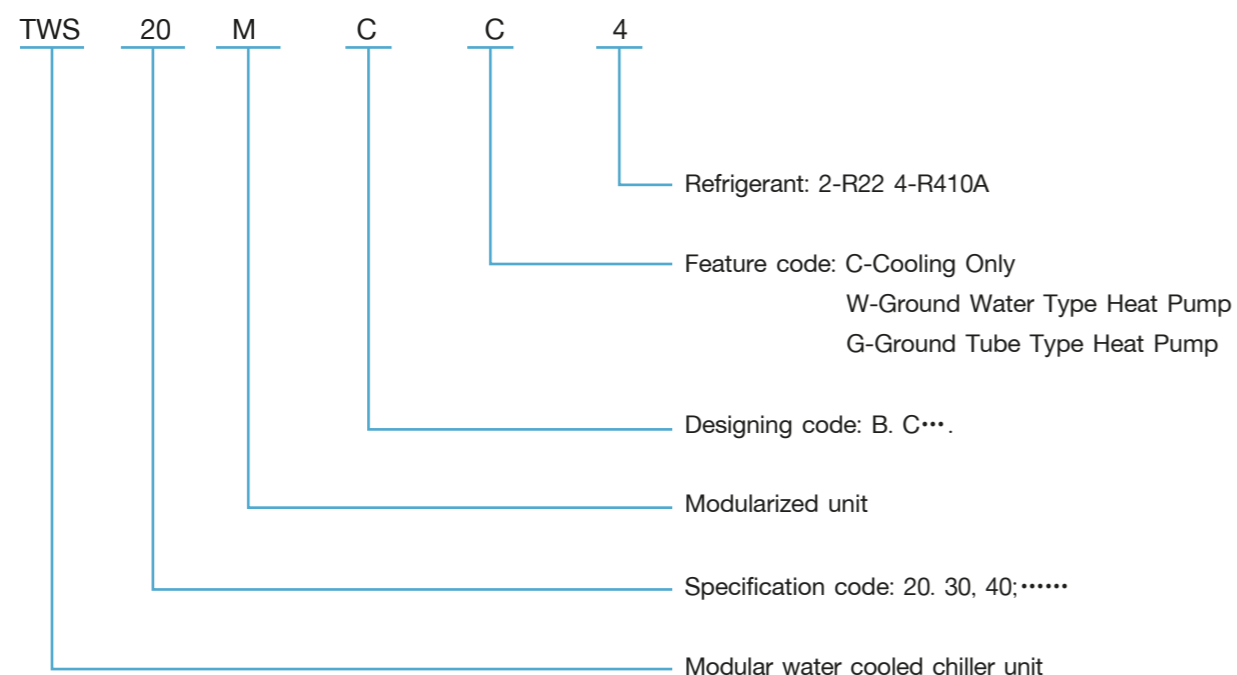 TWS 20 M C C 4
Refrigerant: 2-R22 4-R410A
Feature code: C-Cooling Only
W-Ground Water Type Heat Pump
G-Ground Tube Type Heat Pump
Designing code: B. C···.
Modularized unit
Specification code: 20. 30, 40;······
Modular water cooled chiller unit